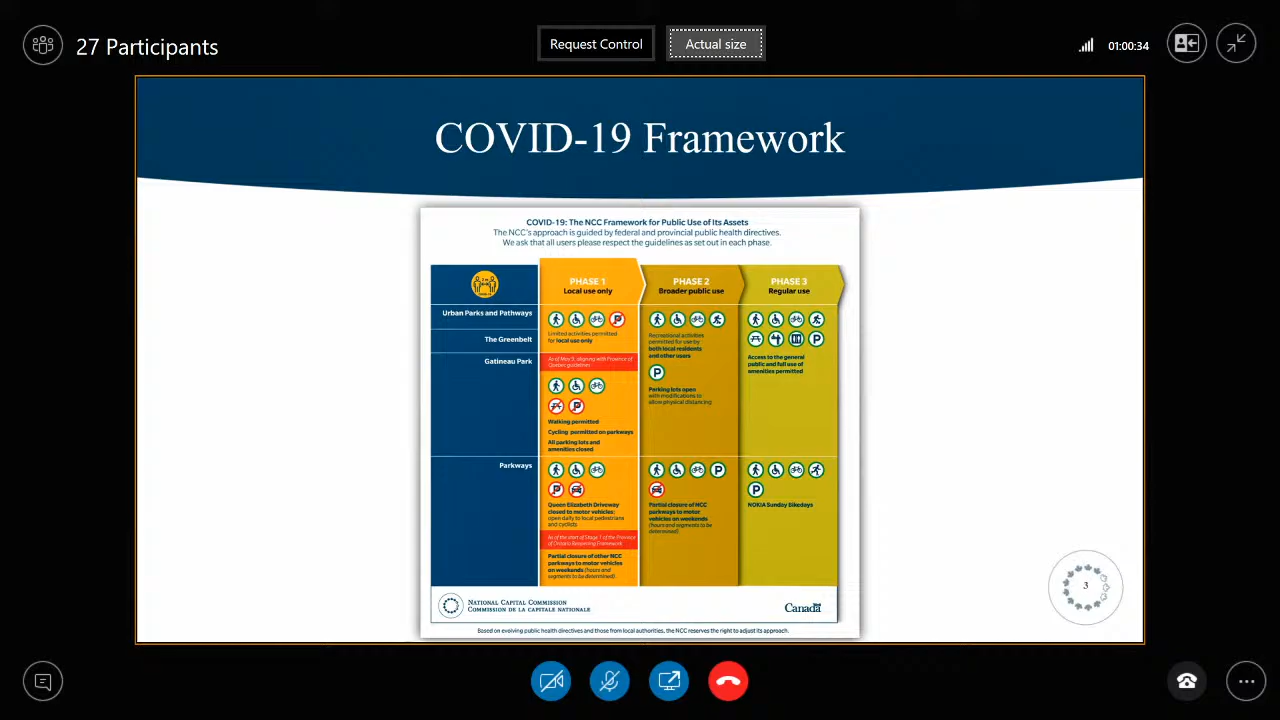 27 Participants
Request Control
Actual size
01:00:34
COVID-19 Framework
COVID-19: The NCC Framework for Public Use of Its Assets
The NCC's approach is guided by federal and provincial public health directives.
We ask that all users please respect the guidelines as set out in each phase.
PHASE 1
Local use only
PHASE 2
Broader public use
PHASE 3
Regular use
Urban Parks and Pathways
The Greenbelt
Limited activities permitted
for local use only
Recreational activities
permitted for use by
both local residents
and other users
P
Parking lots open
with modifications to
allow physical distancing
P
Access to the general
public and full use of
amenities permitted
Gatineau Park
As of May 9, aligning with Province of
Quebec guidelines
Walking permitted
Cycling permitted on parkways
All parking lots and
amenities closed
Parkways
Queen Elizabeth Driveway
closed to motor vehicles:
open daily to local pedestrians
and cyclists
As of the start of Stage 1 of the Province
of Ontario Reopening Framework
Partial closure of other NCC
parkways to motor vehicles
on weekends (hours and
segments to be determined)
P
Partial closure of NCC
parkways to motor
vehicles on weekends
(hours and segments to be
determined)
P
NOKIA Sunday Bikedays
NATIONAL CAPITAL COMMISSION
COMMISSION DE LA CAPITALE NATIONALE
Canada
Based on evolving public health directives and those from local authorities, the NCC reserves the right to adjust its approach.
3